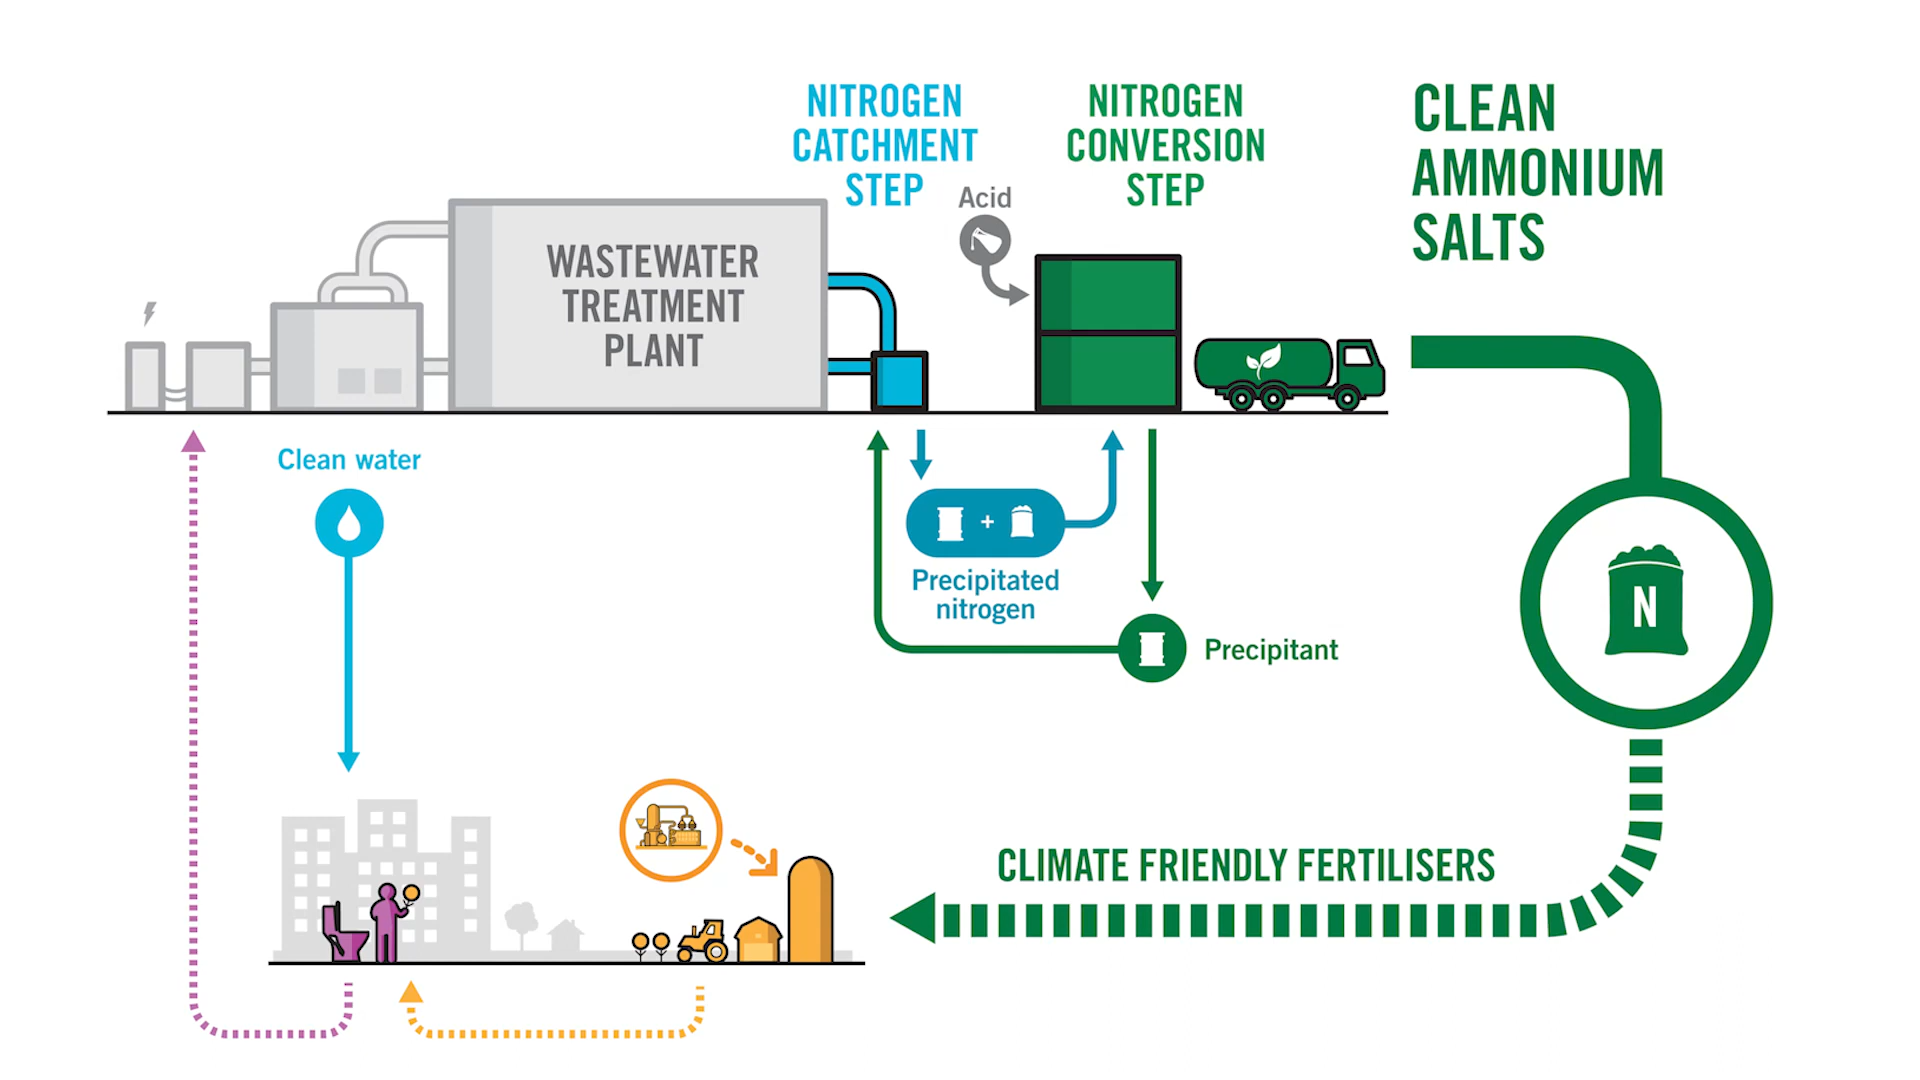 NITROGEN
CATCHMENT
STEP
NITROGEN
CONVERSION
STEP
CLEAN
AMMONIUM
SALTS
Acid
WASTEWATER
TREATMENT
PLANT
Clean water
+
Precipitated
nitrogen
N
Precipitant
CLIMATE FRIENDLY FERTILISERS